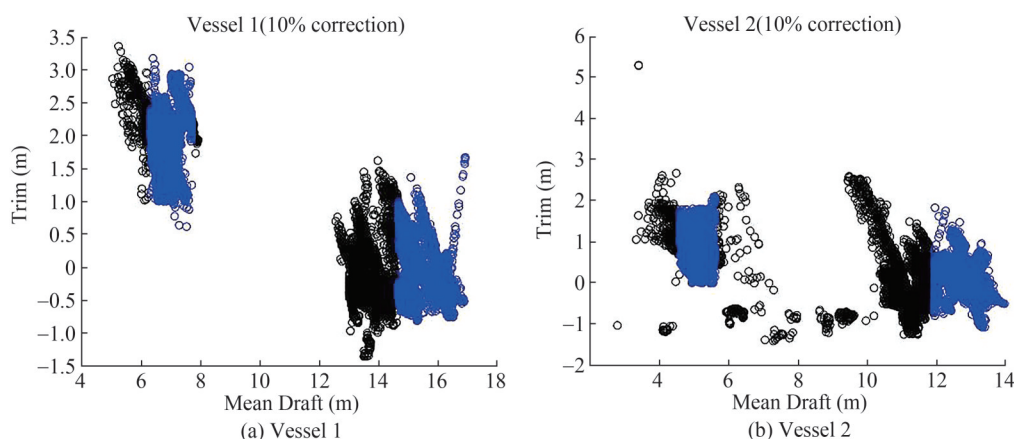 Vessel 1(10% correction)
3.5
3.0
2.5
2.0
1.5
1.0
0.5
0
−0.5
−1.0
−1.5
Trim (m)
4 6 8 10 12 14 16 18
Mean Draft (m)
(a) Vessel 1
Vessel 2(10% correction)
6
5
4
3
2
1
0
−1
−2
Trim (m)
4 6 8 10 12 14
Mean Draft (m)
(b) Vessel 2